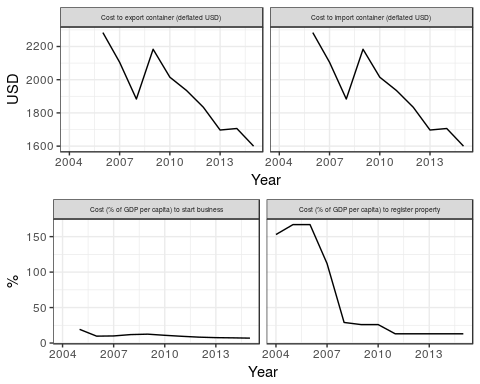 Cost to export container (deflated USD)
Cost to import container (deflated USD)
USD
2200
2000
1800
1600
2004 2007 2010 2013
2004 2007 2010 2013
Year
Cost (% of GDP per capita) to start business
Cost (% of GDP per capita) to register property
%
150
100
50
0
2004 2007 2010 2013
2004 2007 2010 2013
Year